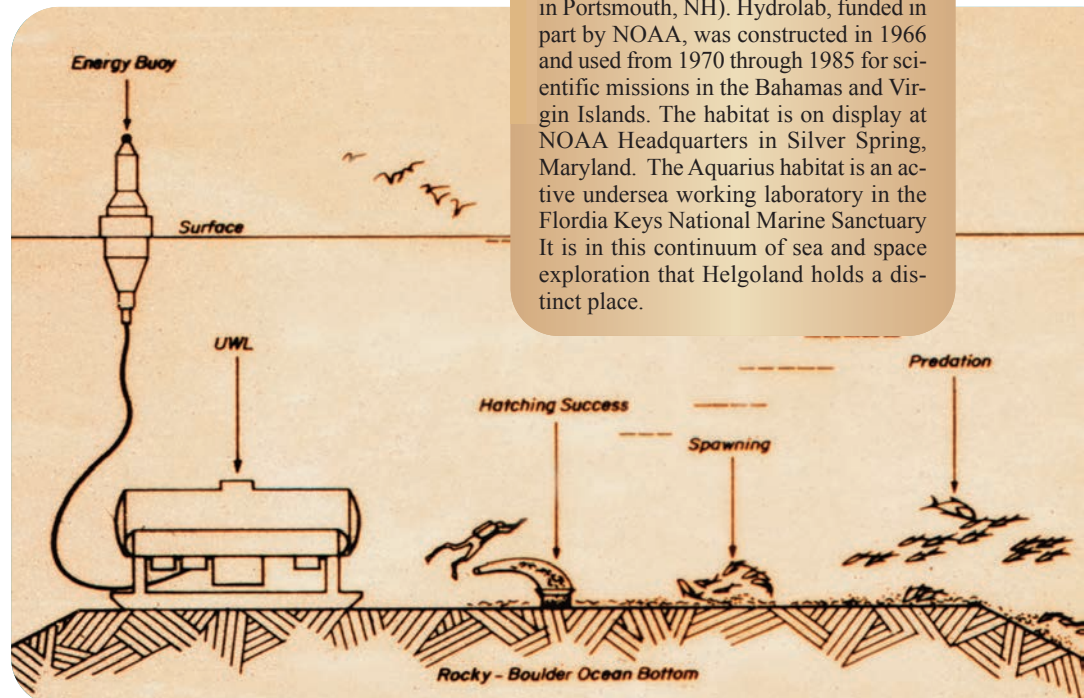 in Portsmouth, NH). Hydrolab, funded in
part by NOAA, was constructed in 1966
and used from 1970 through 1985 for sci-
entific missions in the Bahamas and Vir-
gin Islands. The habitat is on display at
NOAA Headquarters in Silver Spring,
Maryland. The Aquarius habitat is an ac-
tive undersea working laboratory in the
Flordia Keys National Marine Sanctuary
It is in this continuum of sea and space
exploration that Helgoland holds a dis-
tinct place.
Energy Buoy
Surface
UWL
Hatching Success
Spawning
Predation
Rocky - Boulder Ocean Bottom